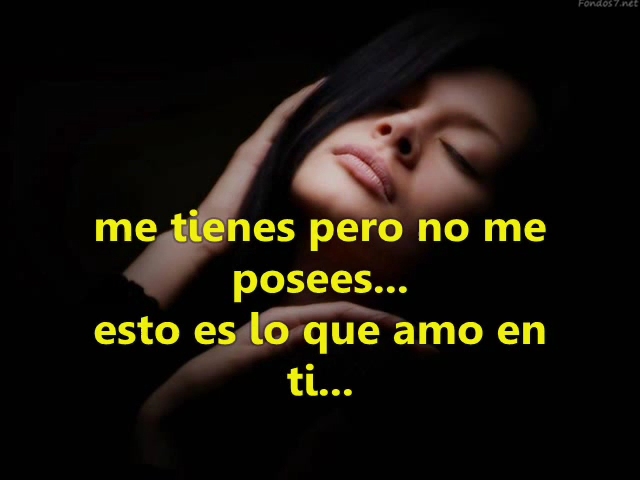 Fondos7.net
me tienes pero no me
posees...
esto es lo que amo en
ti...